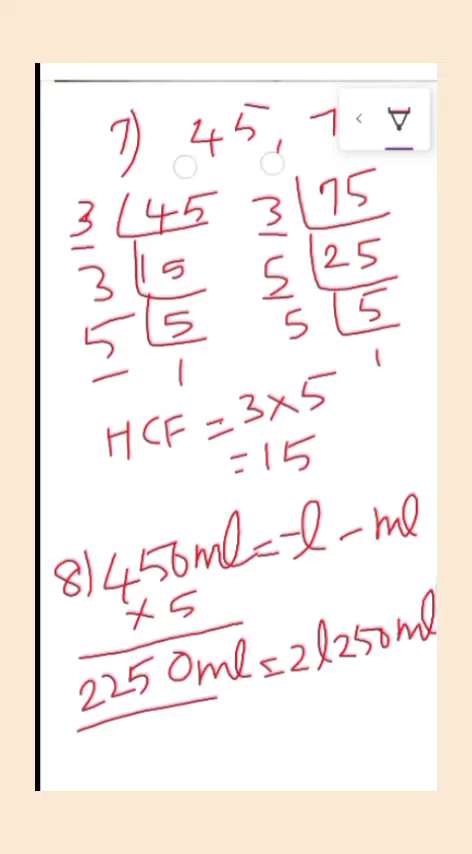 7) 45, 7
3 45 3 75
3 15 5 25
5 5 5 5
1 1
HCF = 3 x 5
= 15
8) 450ml = -l - ml
x 5
2250ml = 2l 250ml